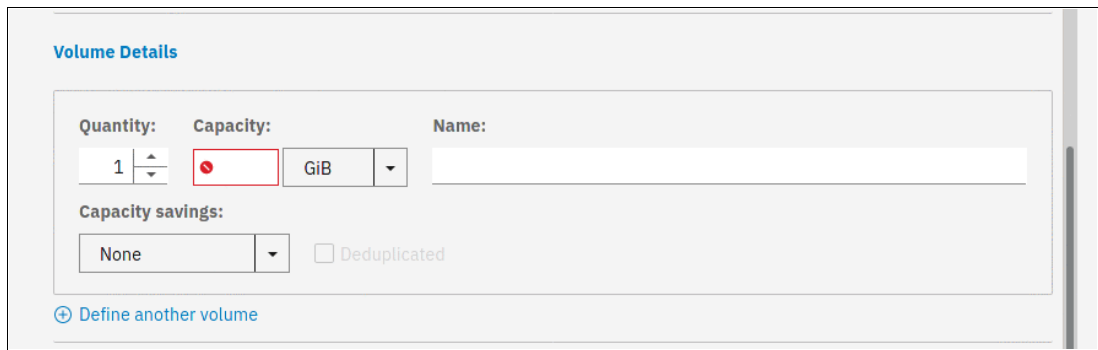 Volume Details
Quantity: Capacity: Name:
1 GiB
Capacity savings:
None Deduplicated
Define another volume